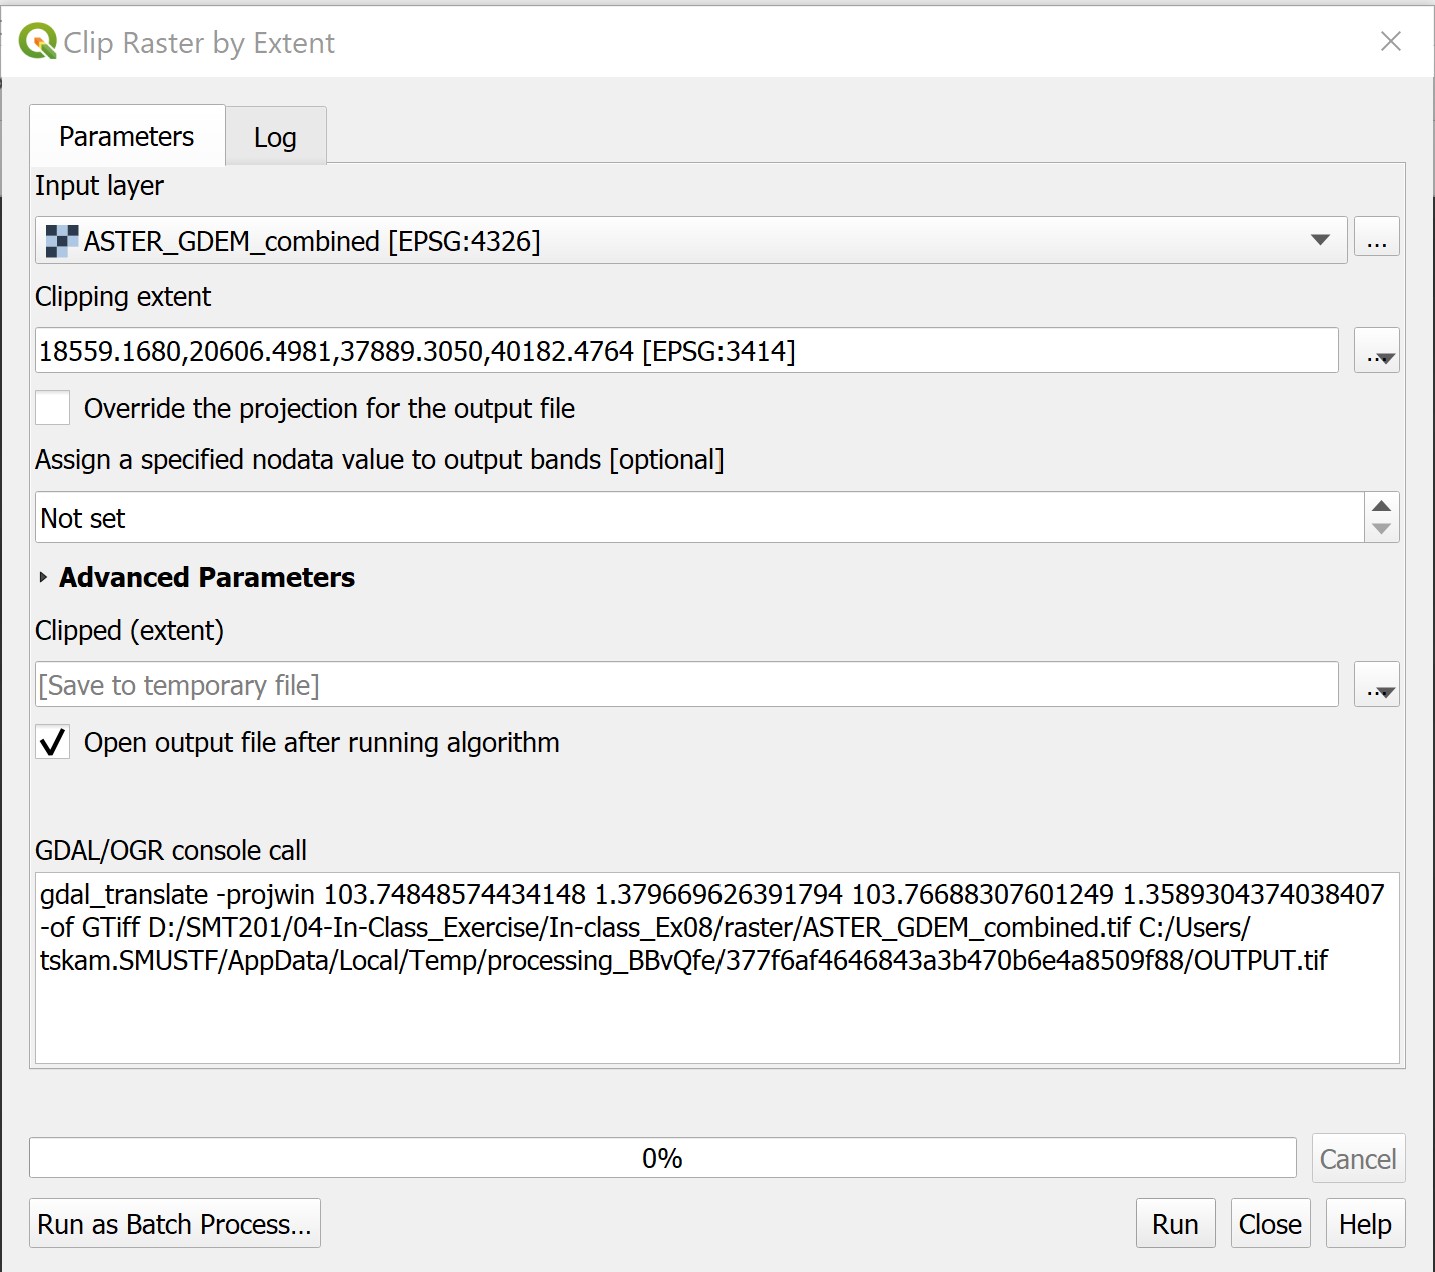 Clip Raster by Extent
Parameters
Log
Input layer
ASTER_GDEM_combined [EPSG:4326]
...
Clipping extent
18559.1680,20606.4981,37889.3050,40182.4764 [EPSG:3414]
...
Override the projection for the output file
Assign a specified nodata value to output bands [optional]
Not set
Advanced Parameters
Clipped (extent)
[Save to temporary file]
...
Open output file after running algorithm
GDAL/OGR console call
gdal_translate -projwin 103.74848574434148 1.379669626391794 103.76688307601249 1.3589304374038407
-of GTiff D:/SMT201/04-In-Class_Exercise/In-class_Ex08/raster/ASTER_GDEM_combined.tif C:/Users/
tskam.SMUSTF/AppData/Local/Temp/processing_BBvQfe/377f6af4646843a3b470b6e4a8509f88/OUTPUT.tif
0%
Cancel
Run as Batch Process...
Run
Close
Help